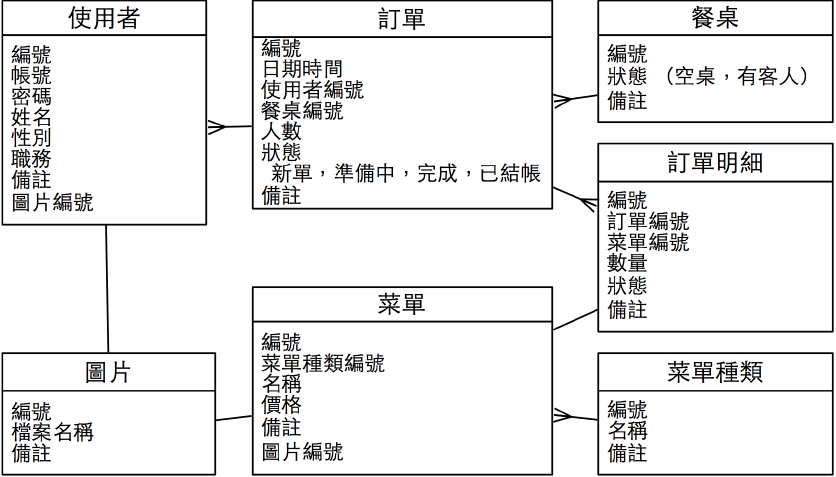 使用者
編號
帳號
密碼
姓名
性別
職務
備註
圖片編號
訂單
編號
日期時間
使用者編號
餐桌編號
人數
狀態
新單，準備中，完成，已結帳
備註
餐桌
編號
狀態（空桌，有客人）
備註
訂單明細
編號
訂單編號
菜單編號
數量
狀態
備註
圖片
編號
檔案名稱
備註
菜單
編號
菜單種類編號
名稱
價格
備註
圖片編號
菜單種類
編號
名稱
備註